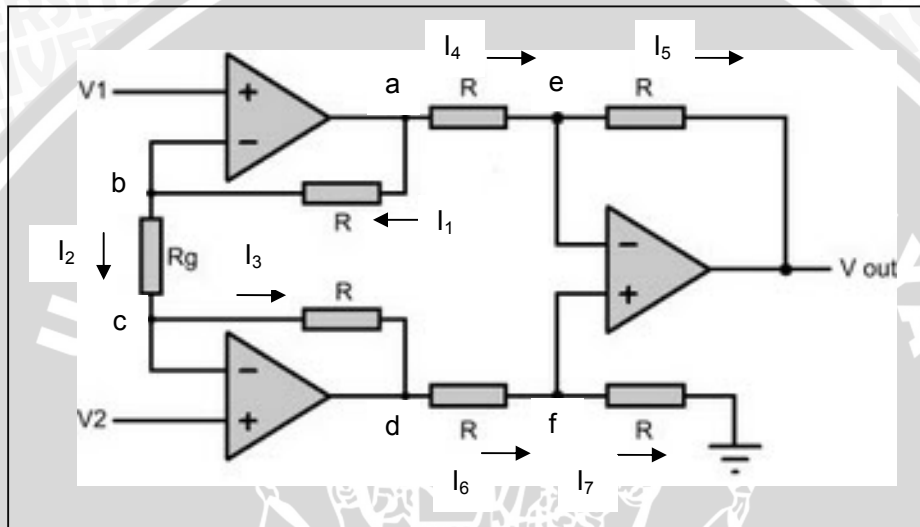 I4 I5
R R
a e
V1 + −
b
R I1
I2 Rg I3
R
c
− +
V out
− +
V2
d R f R
I6 I7